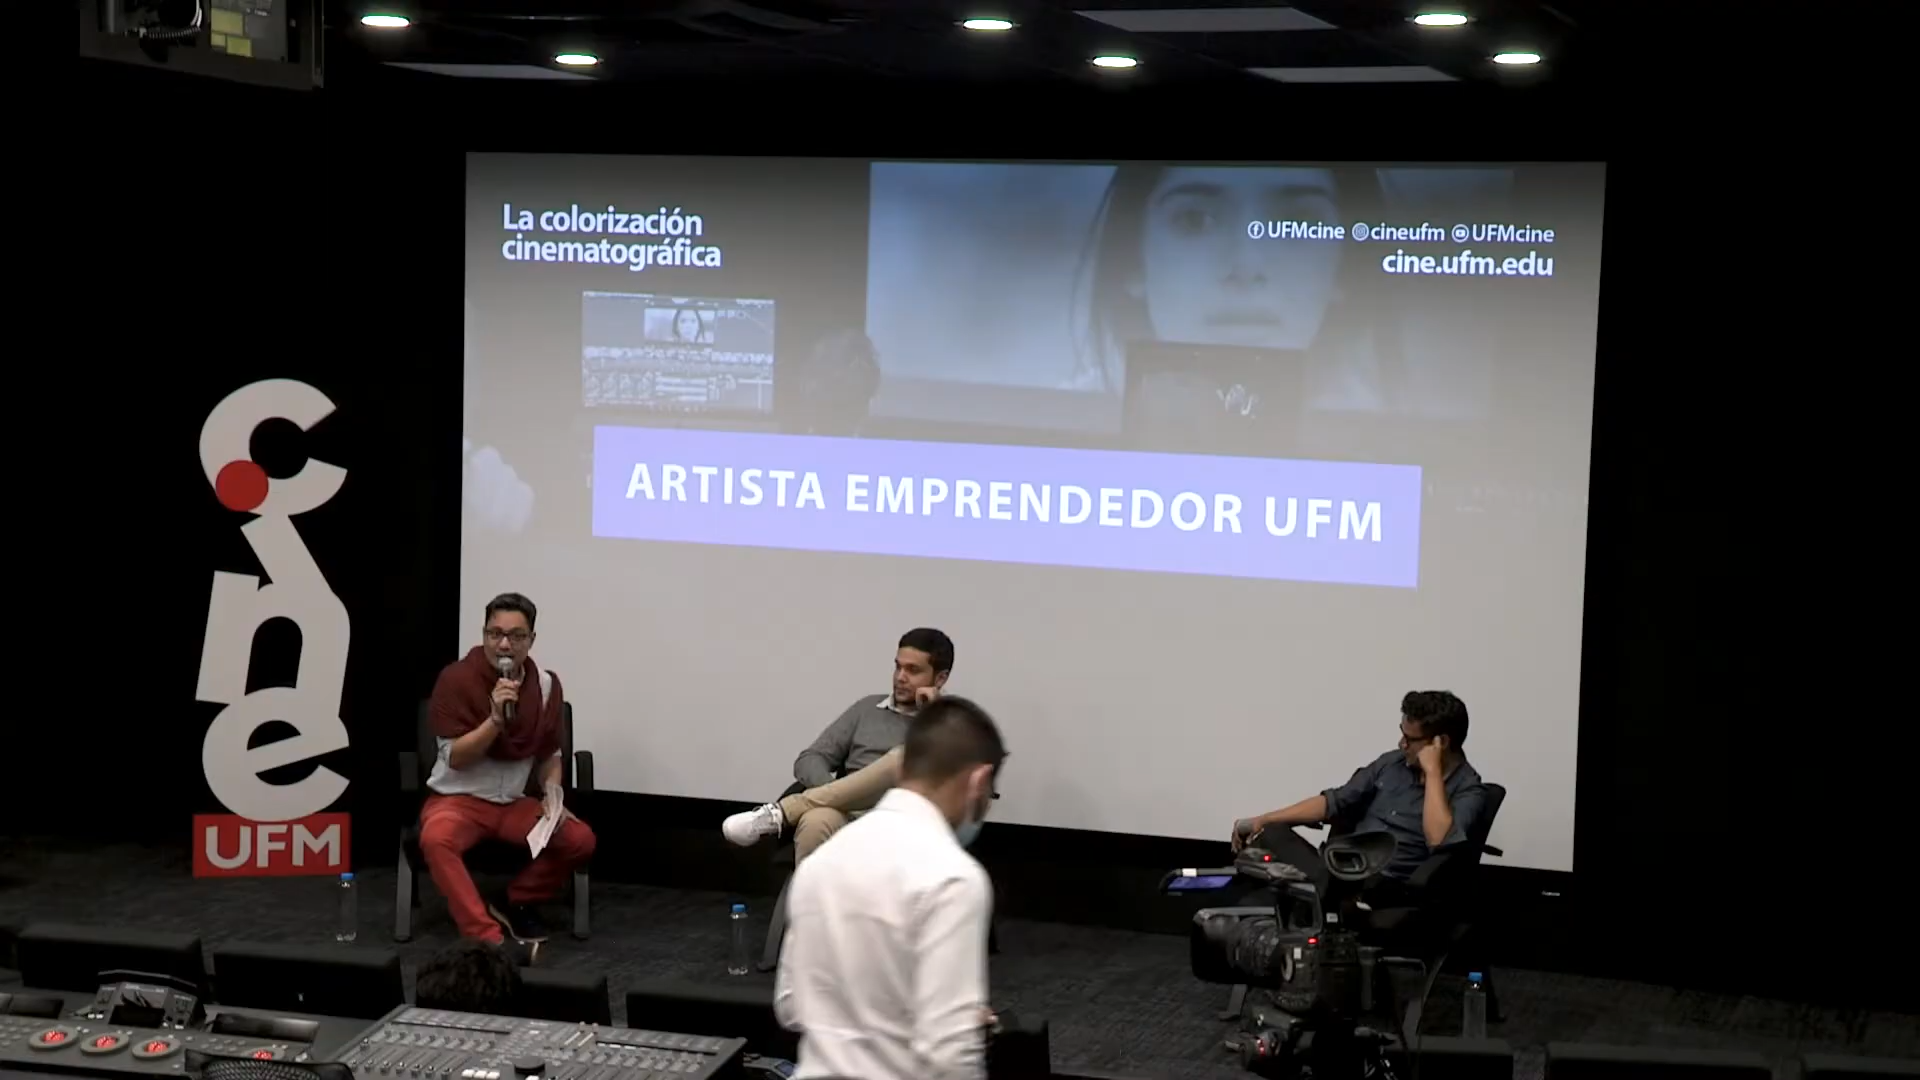 La colorización
cinematográfica
UFMcine cineufm UFMcine
cine.ufm.edu
ARTISTA EMPRENDEDOR UFM
cine
UFM